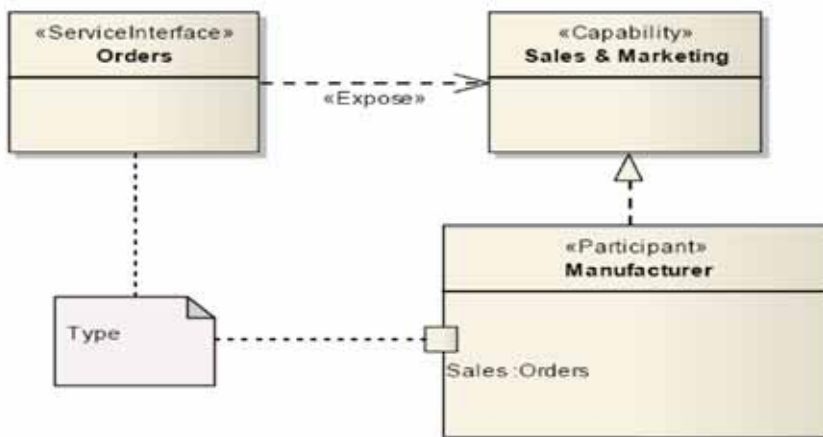 «ServiceInterface»
Orders
«Expose»
«Capability»
Sales & Marketing
«Participant»
Manufacturer
Type
Sales :Orders